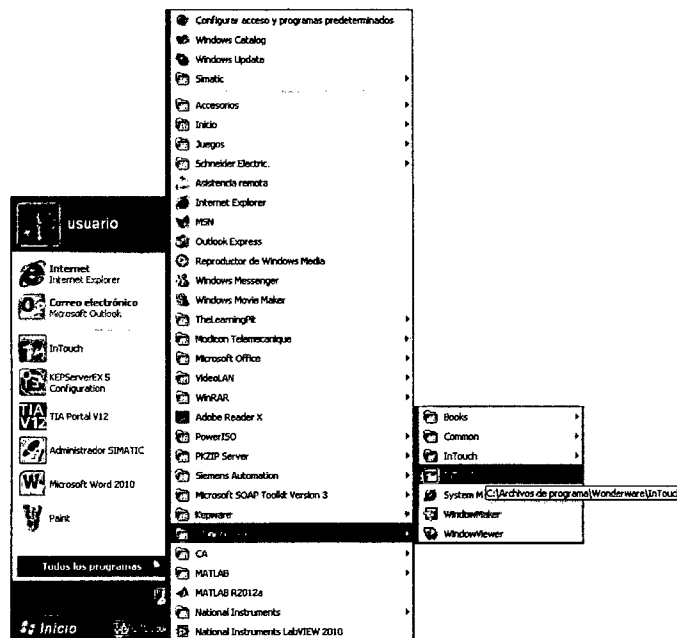 usuario
Internet
Internet Explorer
Correo electrónico
Microsoft Outlook
InTouch
KEPServerEX 5
Configuration
TIA Portal V12
Administrador SIMATIC
Microsoft Word 2010
Paint
Todos los programas
Inicio
Configurar acceso y programas predeterminados
Windows Catalog
Windows Update
Simatic
Accesorios
Inicio
Juegos
Schneider Electric
Asistencia remota
Internet Explorer
MSN
Outlook Express
Reproductor de Windows Media
Windows Messenger
Windows Movie Maker
TheLearningPit
Modicon Telemecanique
Microsoft Office
VideoLAN
WinRAR
Adobe Reader X
PowerISO
PKZIP Server
Siemens Automation
Microsoft SOAP Toolkit Version 3
Kepware
CA
MATLAB
MATLAB R2012a
National Instruments
National Instruments LabVIEW 2010
Books
Common
InTouch
System M
C:\Archivos de programa\Wonderware\InTouch
WindowMaker
WindowViewer